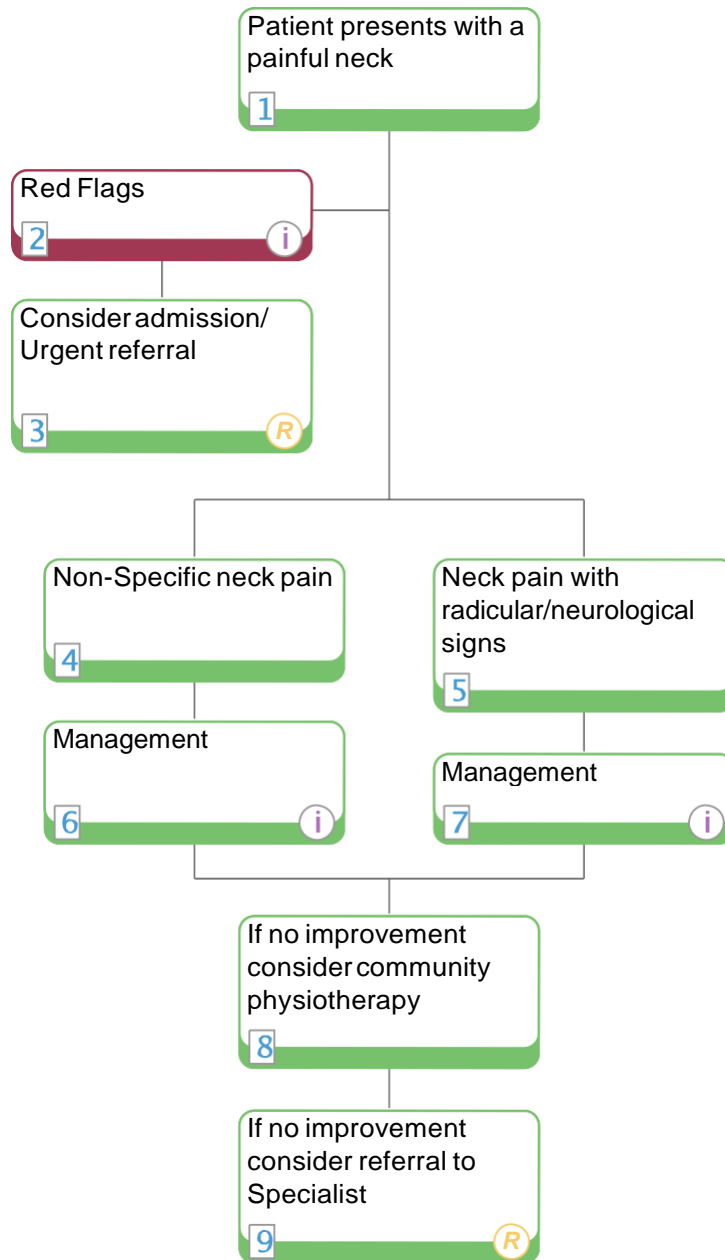 Patient presents with a
painful neck
1
Red Flags
2
i
Consider admission/
Urgent referral
3
R
Non-Specific neck pain
4
Neck pain with
radicular/neurological
signs
5
Management
6
i
Management
7
i
If no improvement
consider community
physiotherapy
8
If no improvement
consider referral to
Specialist
9
R